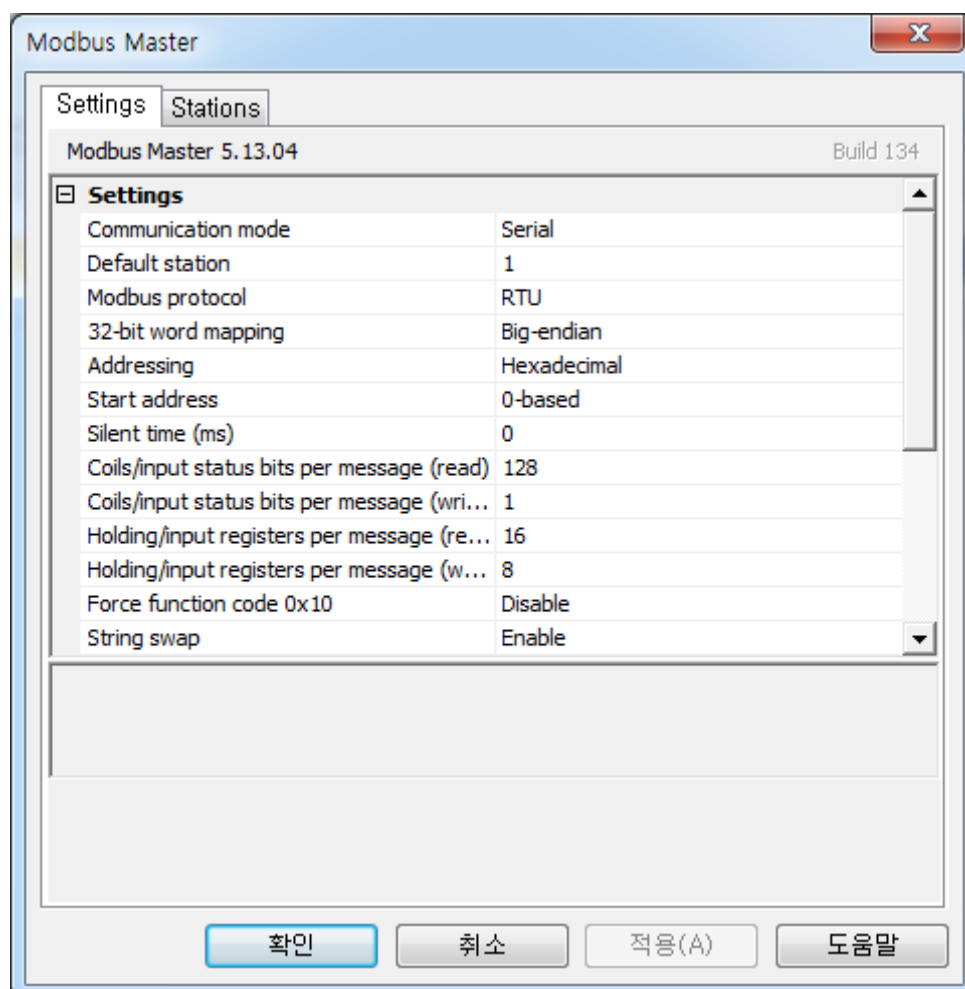 Modbus Master
Settings Stations
Modbus Master 5.13.04 Build 134
Settings
Communication mode Serial
Default station 1
Modbus protocol RTU
32-bit word mapping Big-endian
Addressing Hexadecimal
Start address 0-based
Silent time (ms) 0
Coils/input status bits per message (read) 128
Coils/input status bits per message (wri... 1
Holding/input registers per message (re... 16
Holding/input registers per message (w... 8
Force function code 0x10 Disable
String swap Enable
확인 취소 적용(A) 도움말